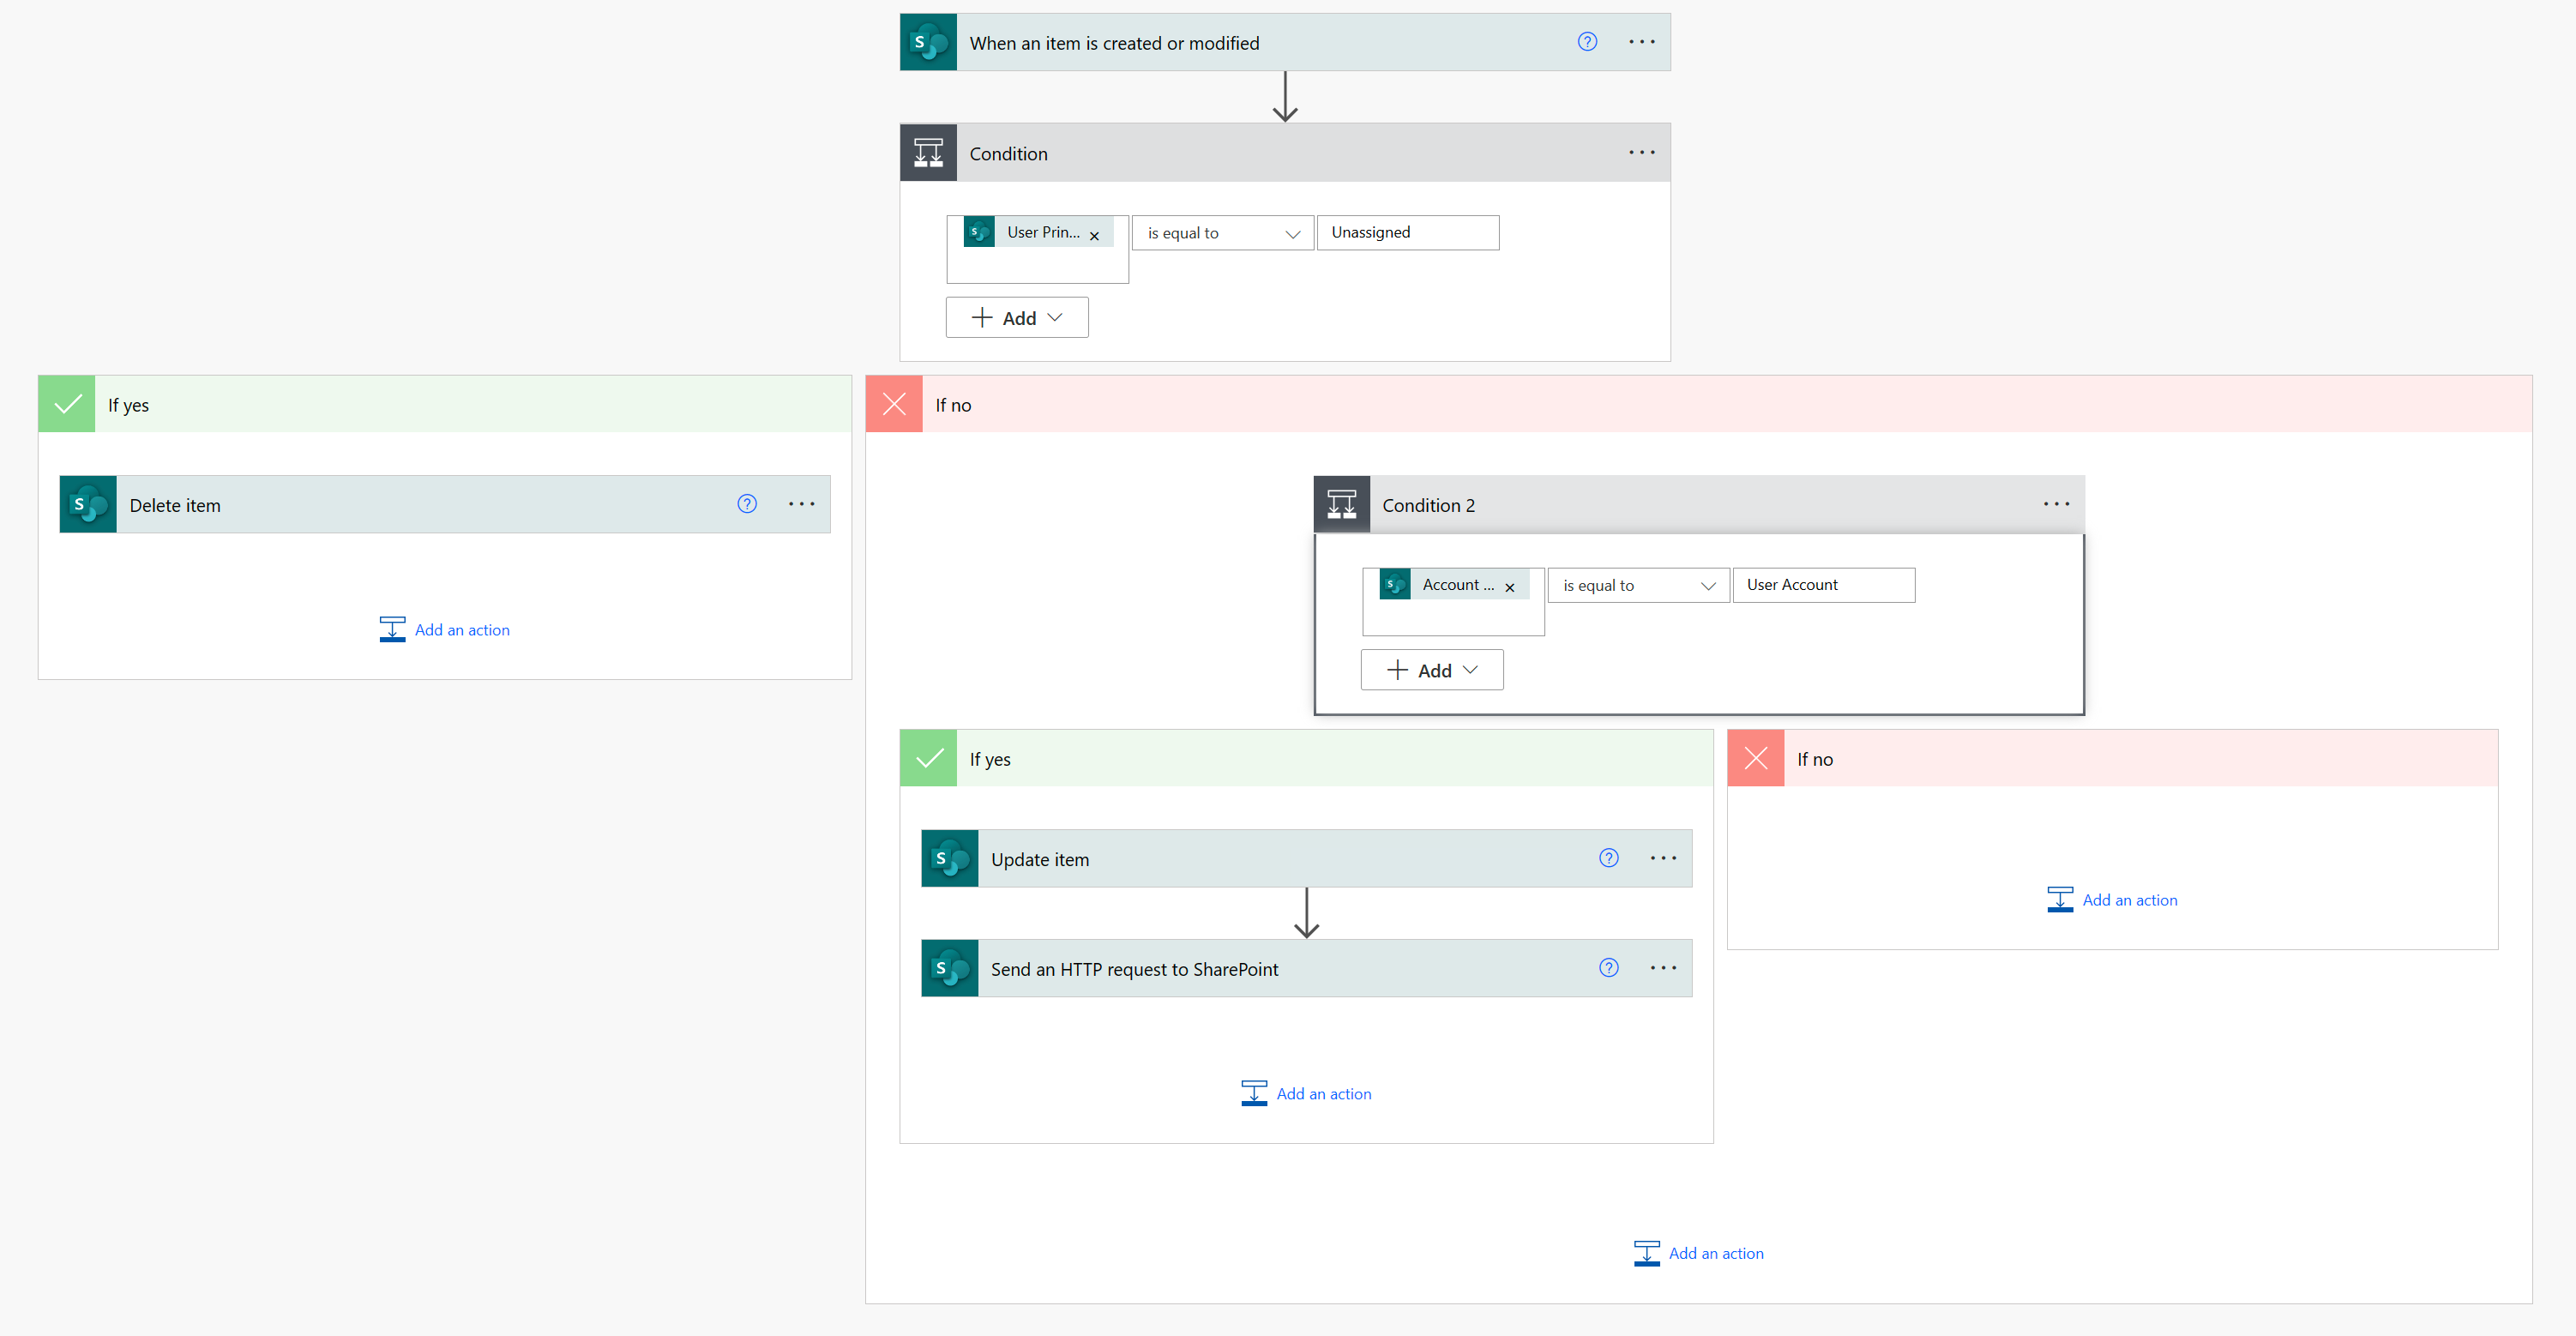 When an item is created or modified
Condition
User Prin... × is equal to Unassigned
Add
If yes
If no
Delete item
Add an action
Condition 2
Account ... × is equal to User Account
Add
If yes
If no
Update item
Add an action
Send an HTTP request to SharePoint
Add an action
Add an action